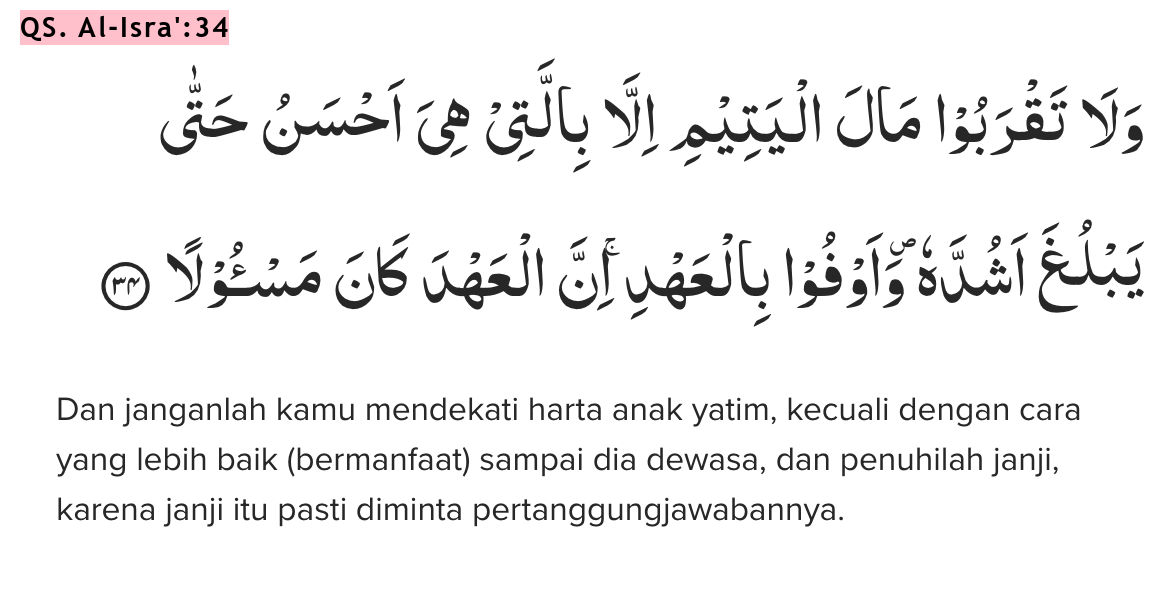 QS. Al-Isra':34
وَلَا تَقْرَبُوْا مَالَ الْيَتِيْمِ اِلَّا بِالَّتِيْ هِيَ اَحْسَنُ حَتّٰى
يَبْلُغَ اَشُدَّهٗۖ وَاَوْفُوْا بِالْعَهْدِۚ اِنَّ الْعَهْدَ كَانَ مَسْـُٔوْلًا ۝٣٤
Dan janganlah kamu mendekati harta anak yatim, kecuali dengan cara
yang lebih baik (bermanfaat) sampai dia dewasa, dan penuhilah janji,
karena janji itu pasti diminta pertanggungjawabannya.